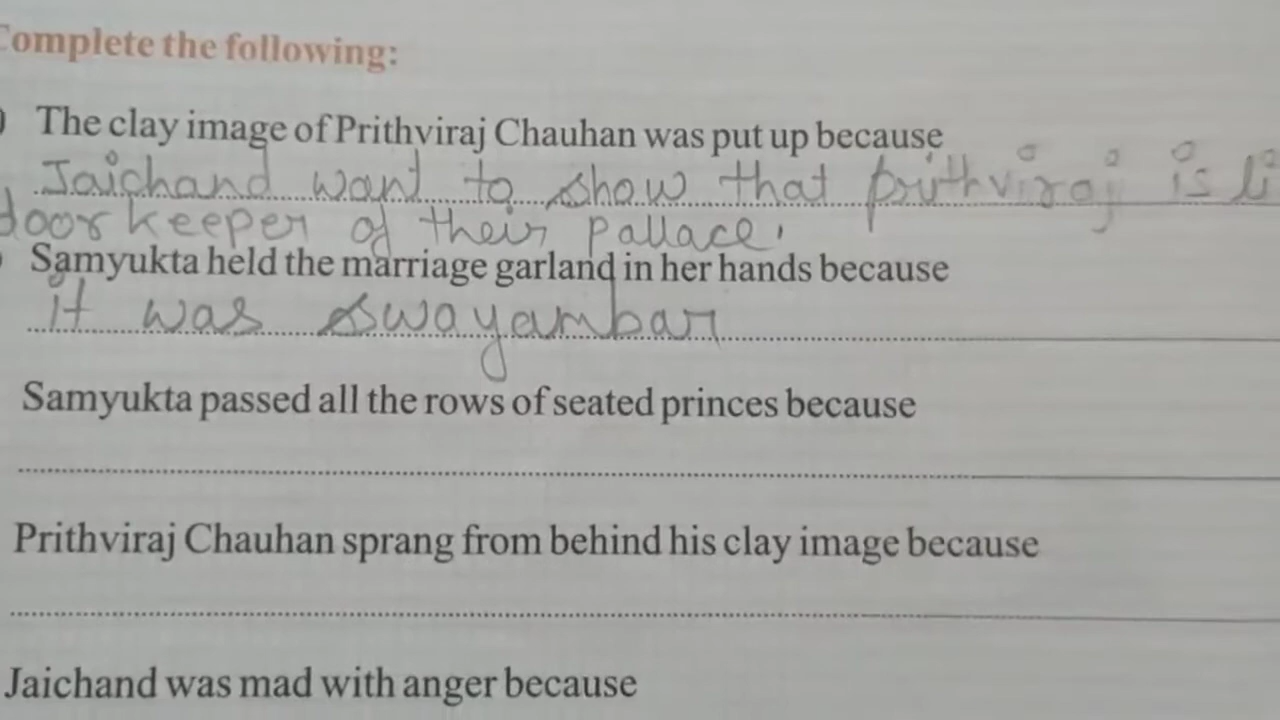 Complete the following:
The clay image of Prithviraj Chauhan was put up because
Jaichand want to show that prithviraj is li
doorkeeper of their pallace.
Samyukta held the marriage garland in her hands because
it was swayambar
Samyukta passed all the rows of seated princes because
Prithviraj Chauhan sprang from behind his clay image because
Jaichand was mad with anger because